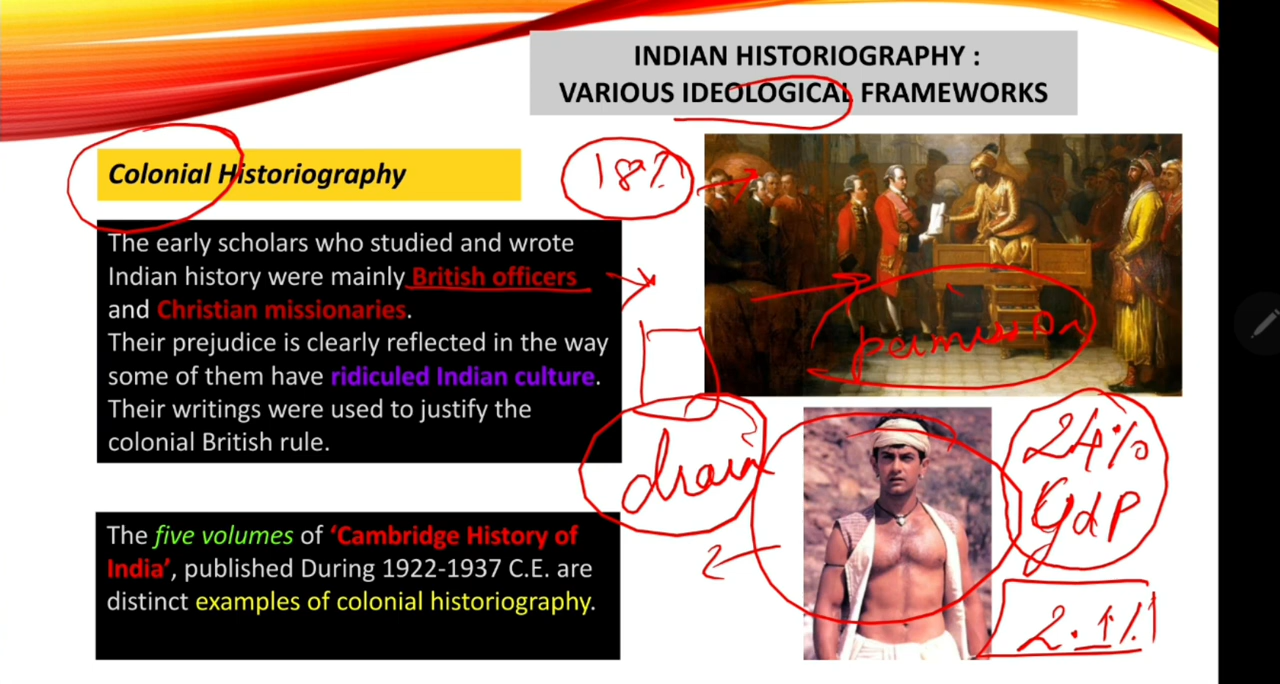 INDIAN HISTORIOGRAPHY :
VARIOUS IDEOLOGICAL FRAMEWORKS
Colonial Historiography
18%
The early scholars who studied and wrote
Indian history were mainly British officers
and Christian missionaries.
Their prejudice is clearly reflected in the way
some of them have ridiculed Indian culture.
Their writings were used to justify the
colonial British rule.
permission
drain
24%
GdP
2.1%
The five volumes of ‘Cambridge History of
India’, published During 1922-1937 C.E. are
distinct examples of colonial historiography.